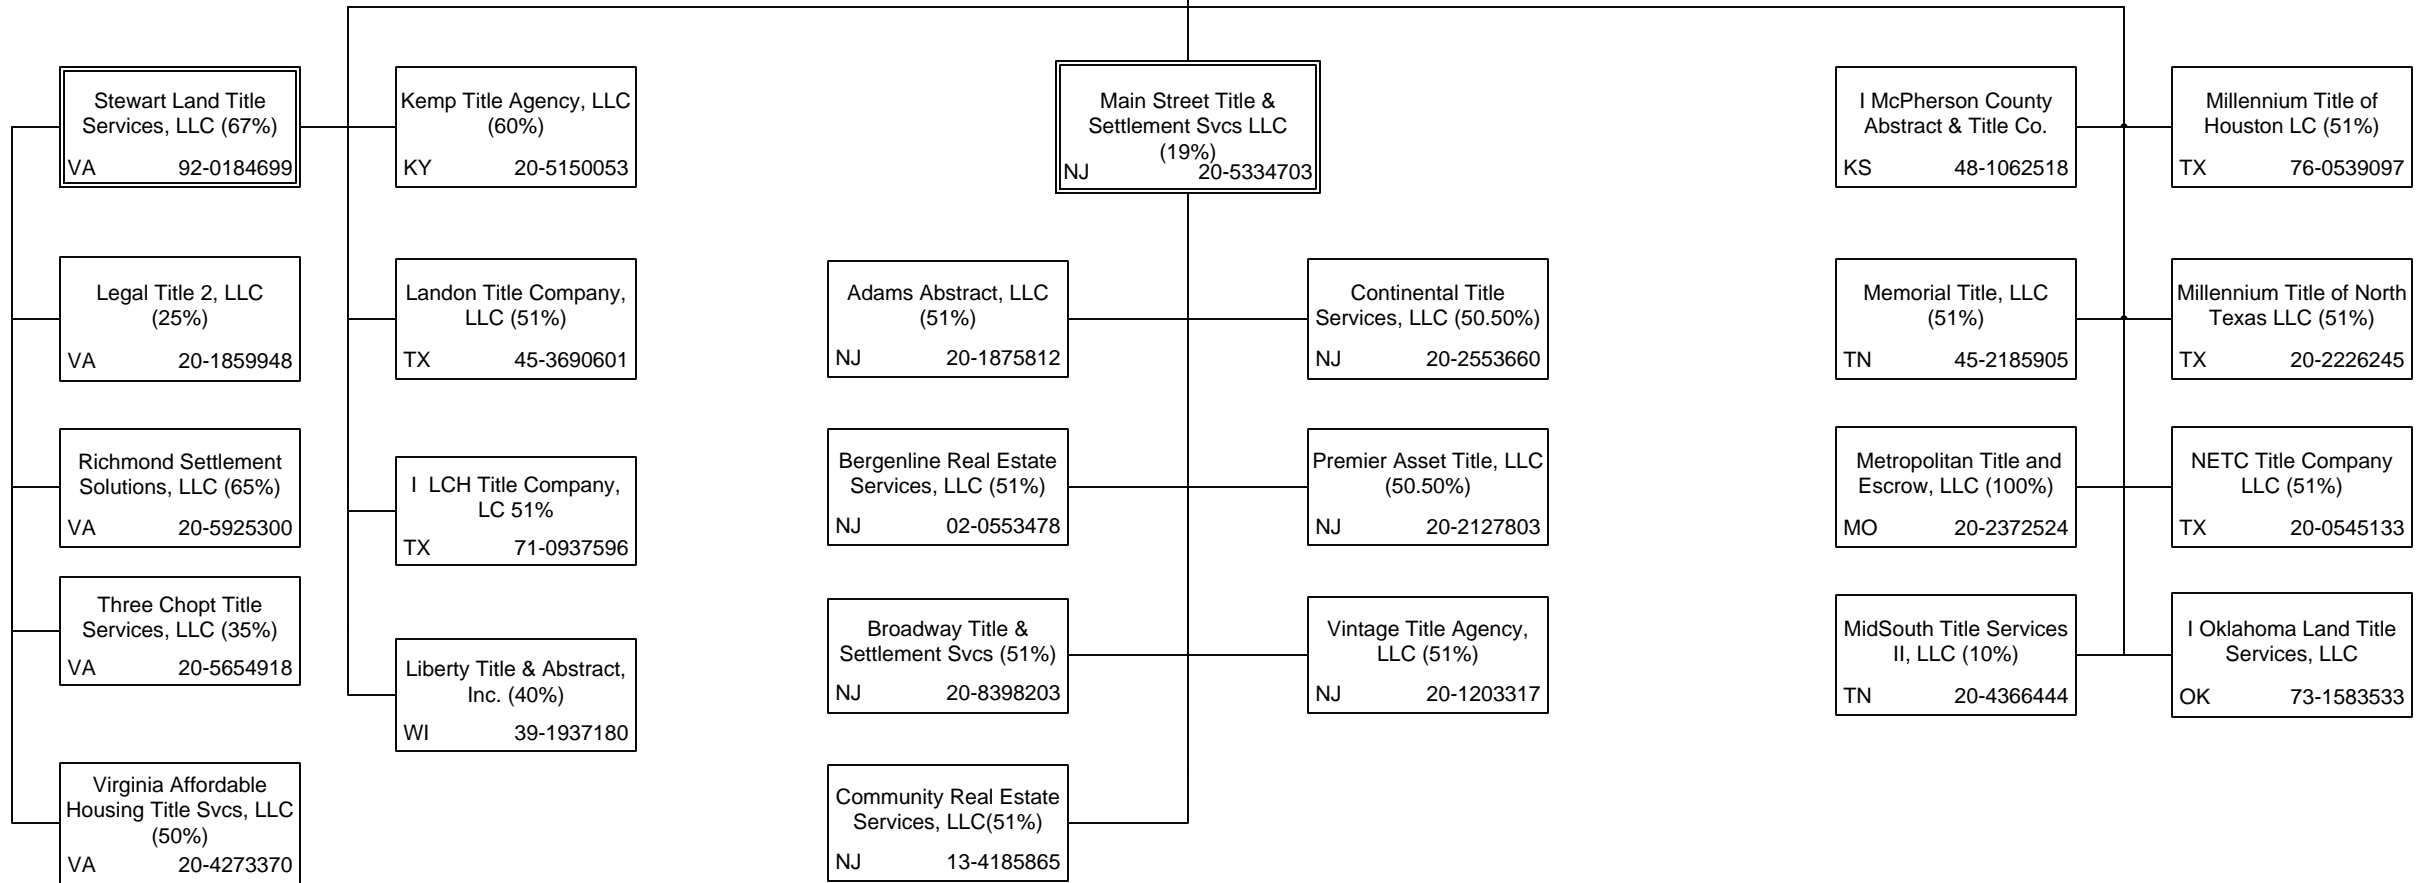 Stewart Land Title
Services, LLC (67%)
VA 92-0184699
Legal Title 2, LLC
(25%)
VA 20-1859948
Richmond Settlement
Solutions, LLC (65%)
VA 20-5925300
Three Chopt Title
Services, LLC (35%)
VA 20-5654918
Virginia Affordable
Housing Title Svcs, LLC
(50%)
VA 20-4273370
Kemp Title Agency, LLC
(60%)
KY 20-5150053
Landon Title Company,
LLC (51%)
TX 45-3690601
I LCH Title Company,
LC 51%
TX 71-0937596
Liberty Title & Abstract,
Inc. (40%)
WI 39-1937180
Main Street Title &
Settlement Svcs LLC
(19%)
NJ 20-5334703
Adams Abstract, LLC
(51%)
NJ 20-1875812
Bergenline Real Estate
Services, LLC (51%)
NJ 02-0553478
Broadway Title &
Settlement Svcs (51%)
NJ 20-8398203
Community Real Estate
Services, LLC(51%)
NJ 13-4185865
Continental Title
Services, LLC (50.50%)
NJ 20-2553660
Premier Asset Title, LLC
(50.50%)
NJ 20-2127803
Vintage Title Agency,
LLC (51%)
NJ 20-1203317
I McPherson County
Abstract & Title Co.
KS 48-1062518
Memorial Title, LLC
(51%)
TN 45-2185905
Metropolitan Title and
Escrow, LLC (100%)
MO 20-2372524
MidSouth Title Services
II, LLC (10%)
TN 20-4366444
Millennium Title of
Houston LC (51%)
TX 76-0539097
Millennium Title of North
Texas LLC (51%)
TX 20-2226245
NETC Title Company
LLC (51%)
TX 20-0545133
I Oklahoma Land Title
Services, LLC
OK 73-1583533